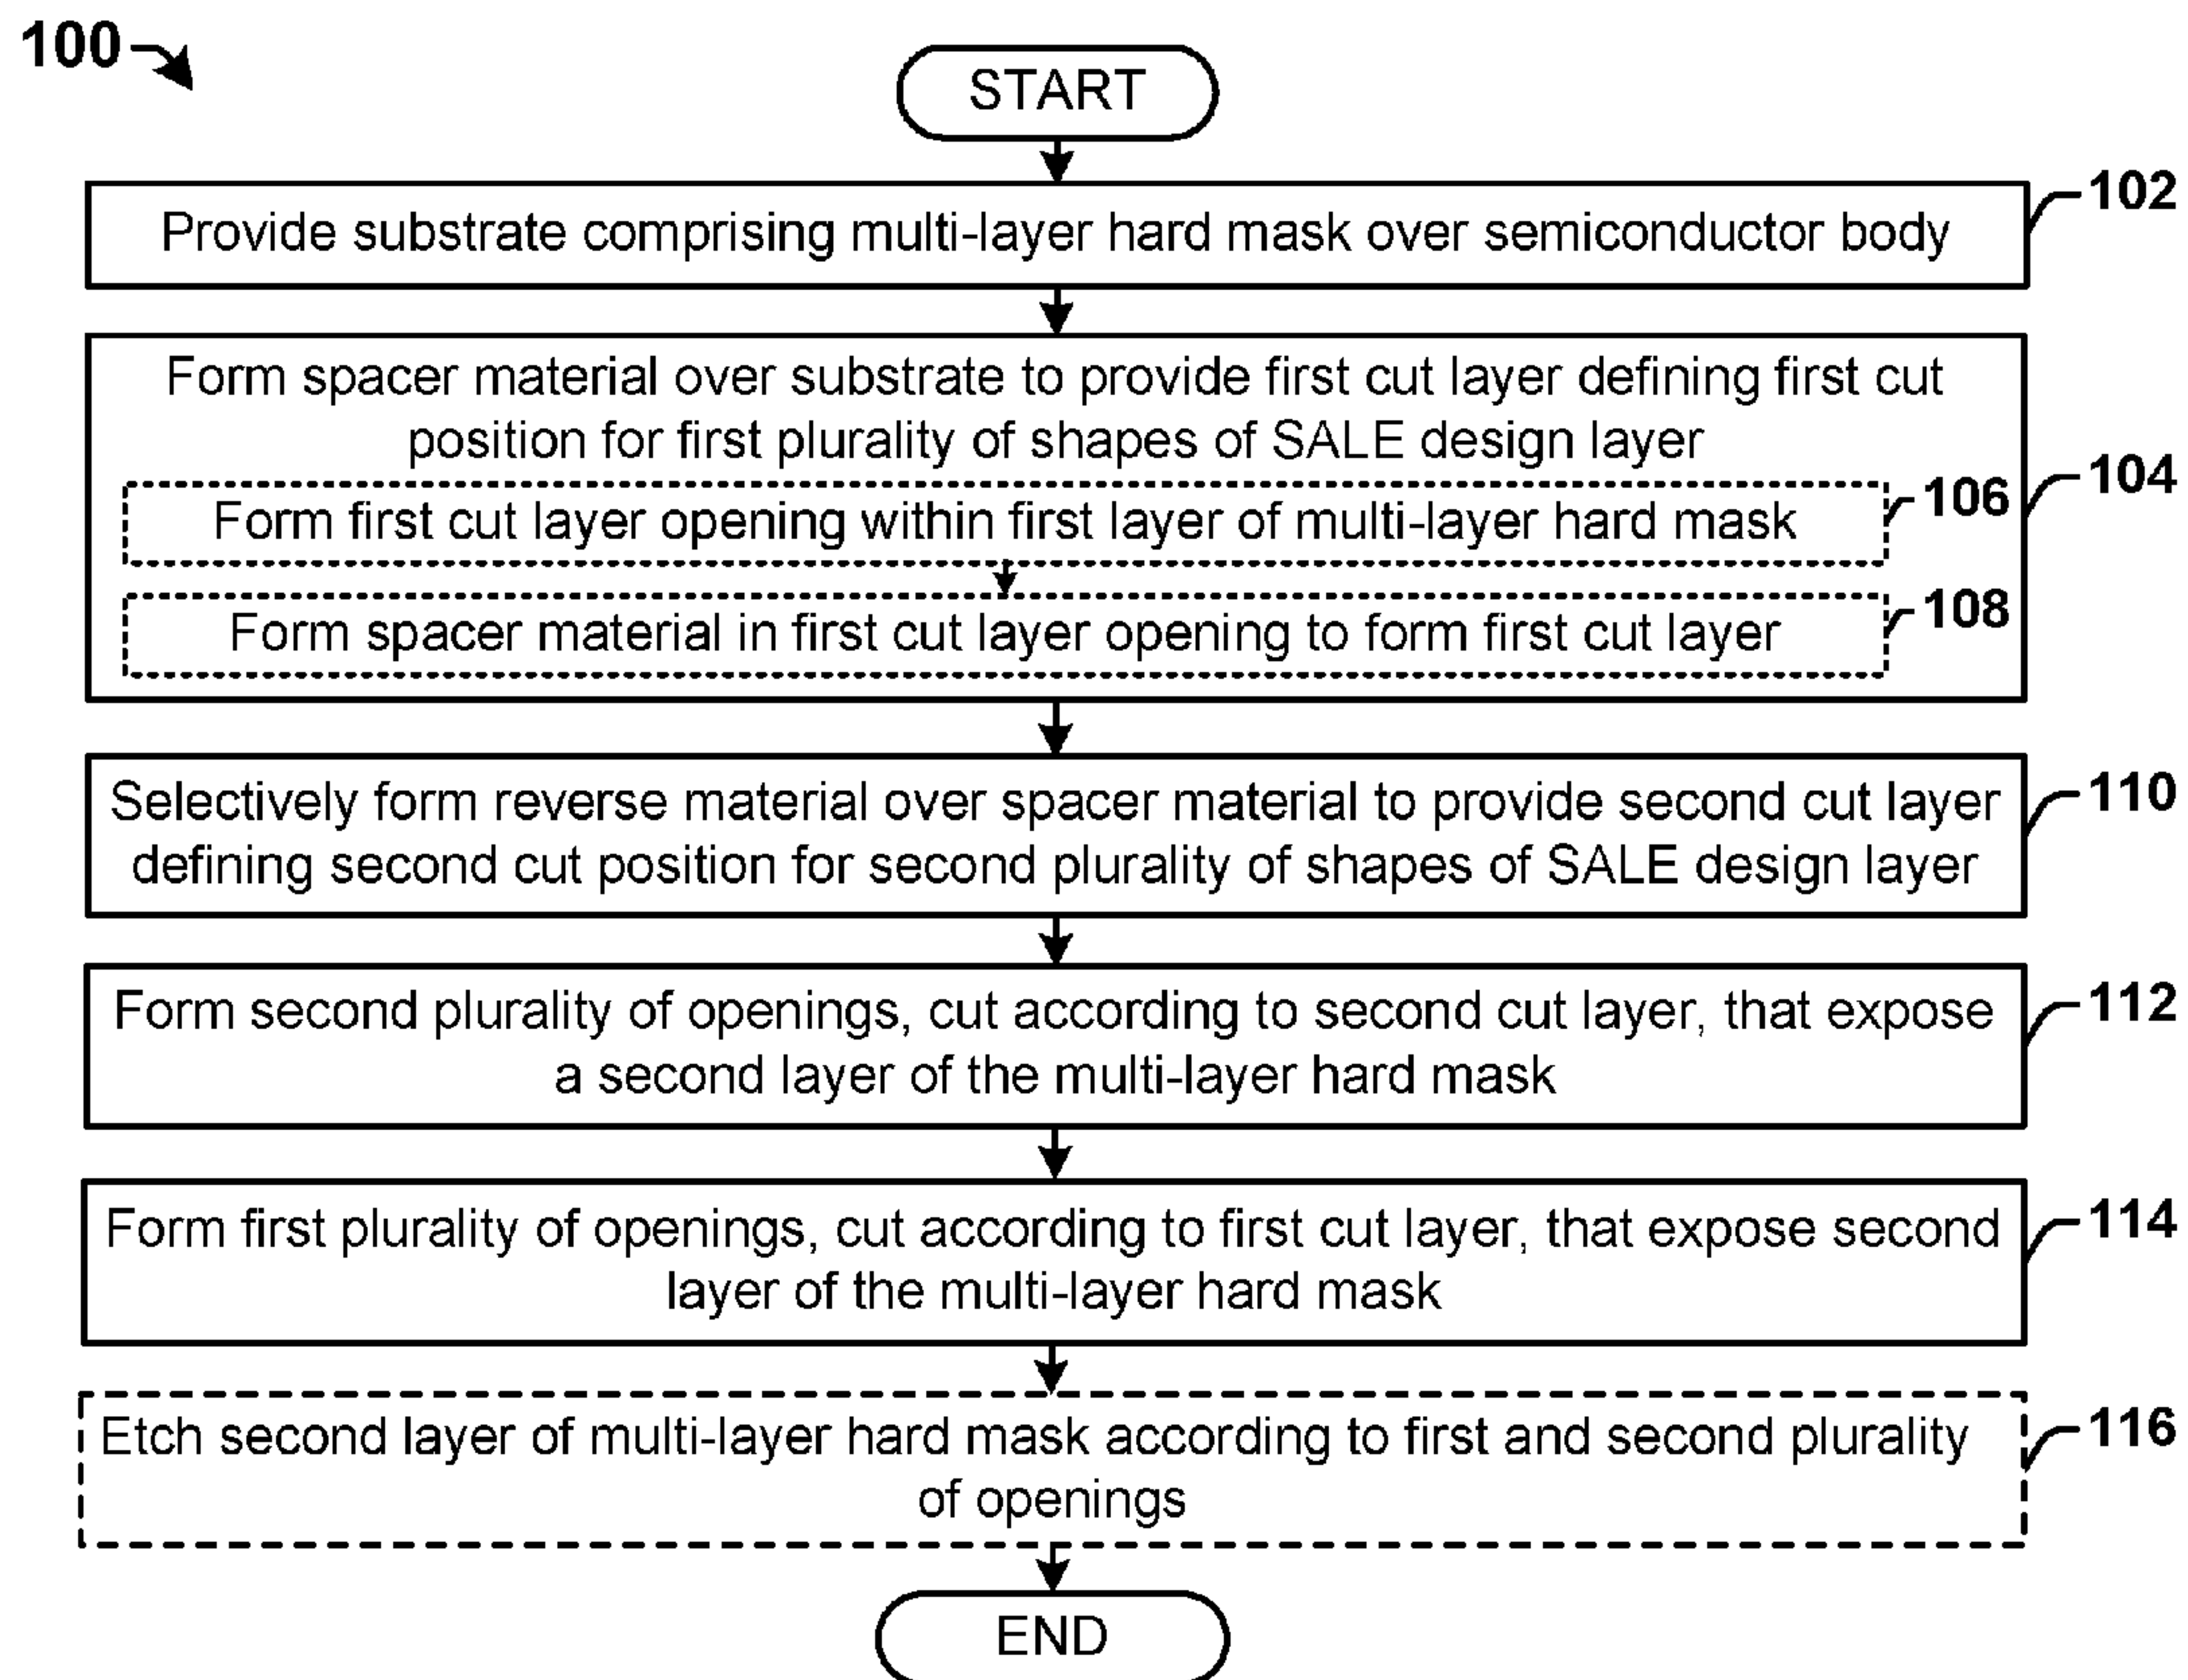 100
START
Provide substrate comprising multi-layer hard mask over semiconductor body
102
Form spacer material over substrate to provide first cut layer defining first cut
position for first plurality of shapes of SALE design layer
104
Form first cut layer opening within first layer of multi-layer hard mask
106
Form spacer material in first cut layer opening to form first cut layer
108
Selectively form reverse material over spacer material to provide second cut layer
defining second cut position for second plurality of shapes of SALE design layer
110
Form second plurality of openings, cut according to second cut layer, that expose
a second layer of the multi-layer hard mask
112
Form first plurality of openings, cut according to first cut layer, that expose second
layer of the multi-layer hard mask
114
Etch second layer of multi-layer hard mask according to first and second plurality
of openings
116
END